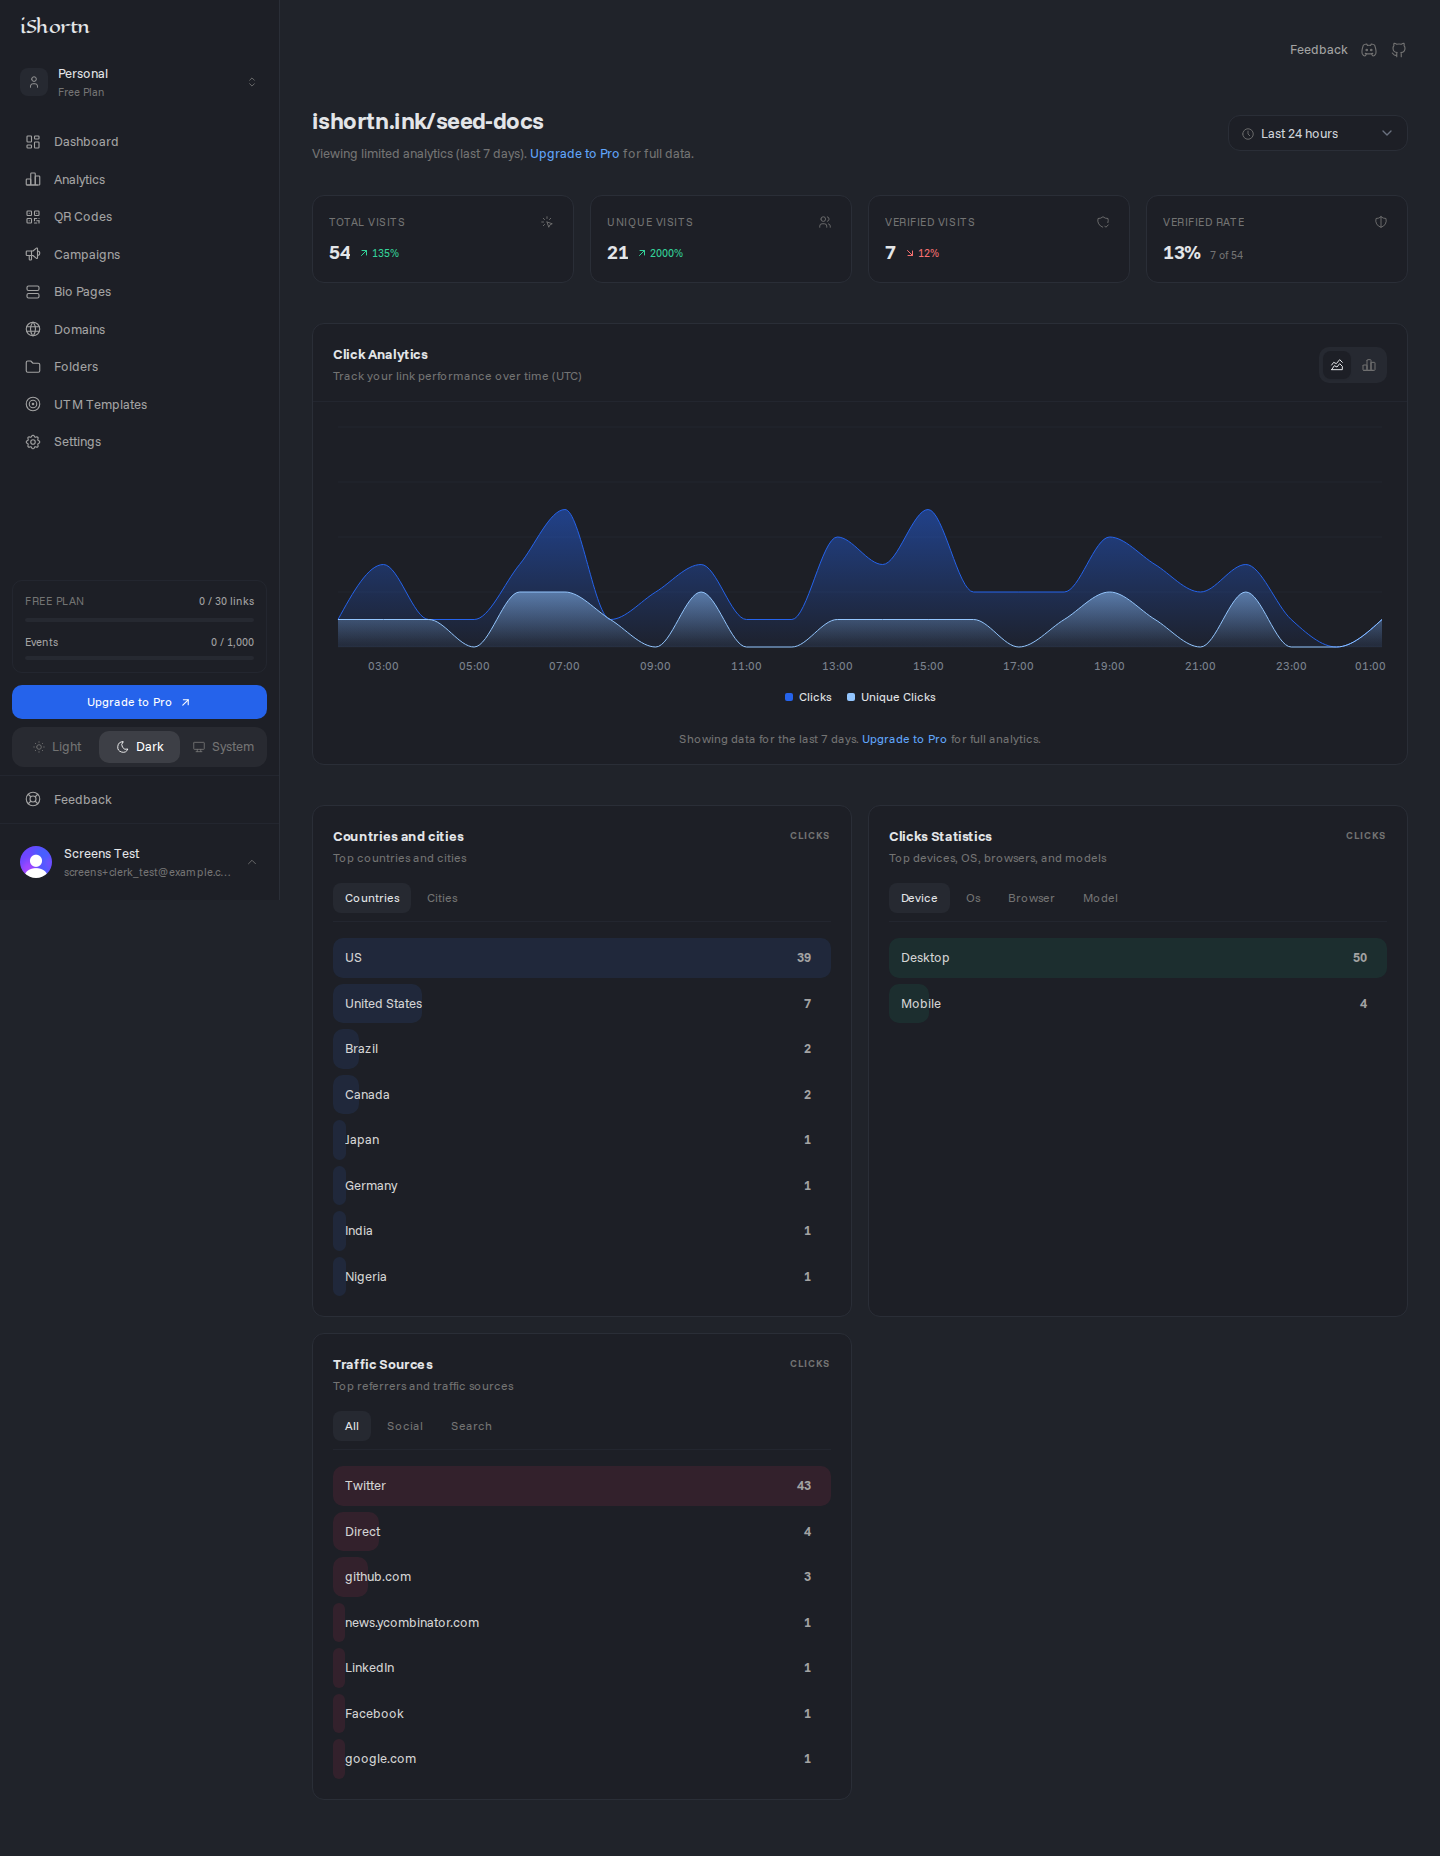 iShortn
Personal
Free Plan
Dashboard
Analytics
QR Codes
Campaigns
Bio Pages
Domains
Folders
UTM Templates
Settings
FREE PLAN 0 / 30 links
Events 0 / 1,000
Upgrade to Pro
Light Dark System
Feedback
Screens Test
screens+clerk_test@example.c...
Feedback
ishortn.ink/seed-docs
Viewing limited analytics (last 7 days). Upgrade to Pro for full data.
Last 24 hours
TOTAL VISITS
54 135%
UNIQUE VISITS
21 2000%
VERIFIED VISITS
7 12%
VERIFIED RATE
13% 7 of 54
Click Analytics
Track your link performance over time (UTC)
03:00 05:00 07:00 09:00 11:00 13:00 15:00 17:00 19:00 21:00 23:00 01:00
Clicks Unique Clicks
Showing data for the last 7 days. Upgrade to Pro for full analytics.
Countries and cities CLICKS
Top countries and cities
Countries Cities
US 39
United States 7
Brazil 2
Canada 2
Japan 1
Germany 1
India 1
Nigeria 1
Clicks Statistics CLICKS
Top devices, OS, browsers, and models
Device Os Browser Model
Desktop 50
Mobile 4
Traffic Sources CLICKS
Top referrers and traffic sources
All Social Search
Twitter 43
Direct 4
github.com 3
news.ycombinator.com 1
LinkedIn 1
Facebook 1
google.com 1